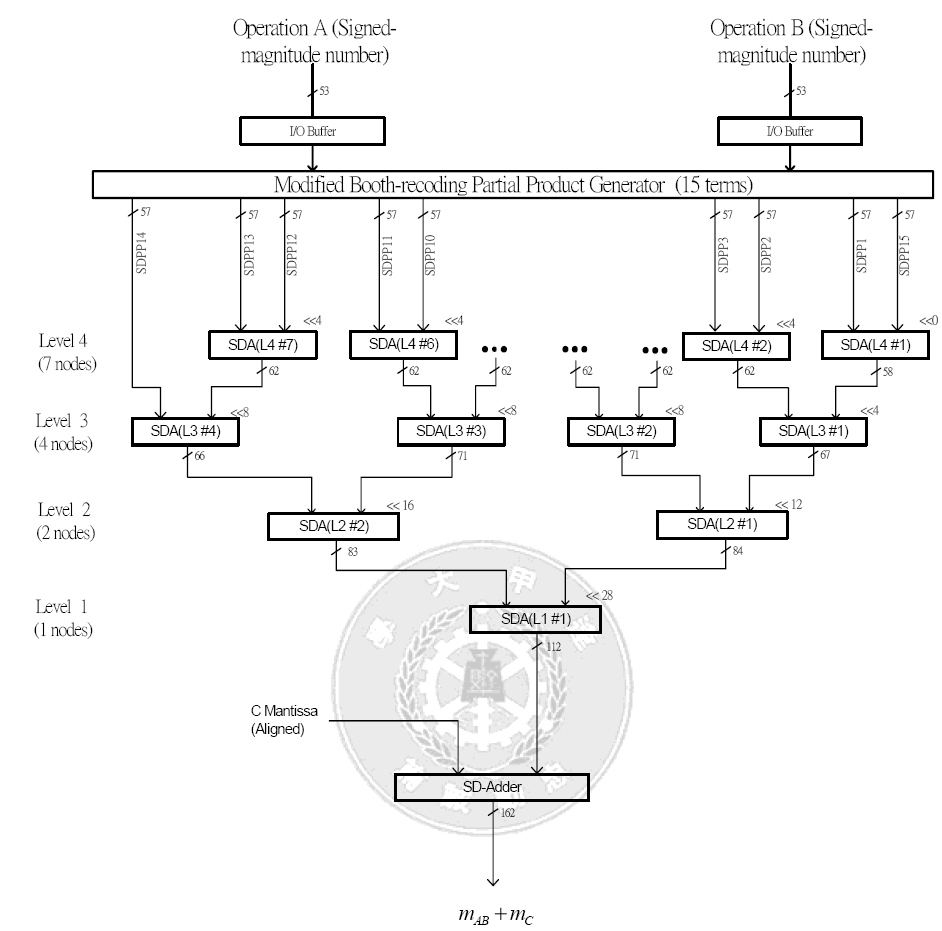 Operation A (Signed-
magnitude number)
Operation B (Signed-
magnitude number)
53
53
I/O Buffer
I/O Buffer
Modified Booth-recoding Partial Product Generator (15 terms)
57
57
57
57
57
57
57
57
57
SDPP14
SDPP13
SDPP12
SDPP11
SDPP10
SDPP3
SDPP2
SDPP1
SDPP15
Level 4
(7 nodes)
<<4
<<4
<<4
<<0
SDA(L4 #7)
SDA(L4 #6)
•••
•••
•••
SDA(L4 #2)
SDA(L4 #1)
62
62
62
62
62
62
58
Level 3
(4 nodes)
<<8
<<8
<<8
<<4
SDA(L3 #4)
SDA(L3 #3)
SDA(L3 #2)
SDA(L3 #1)
66
71
71
67
Level 2
(2 nodes)
<< 16
<< 12
SDA(L2 #2)
SDA(L2 #1)
83
84
Level 1
(1 nodes)
<< 28
SDA(L1 #1)
112
C Mantissa
(Aligned)
SD-Adder
162
m_AB + m_C
大 甲